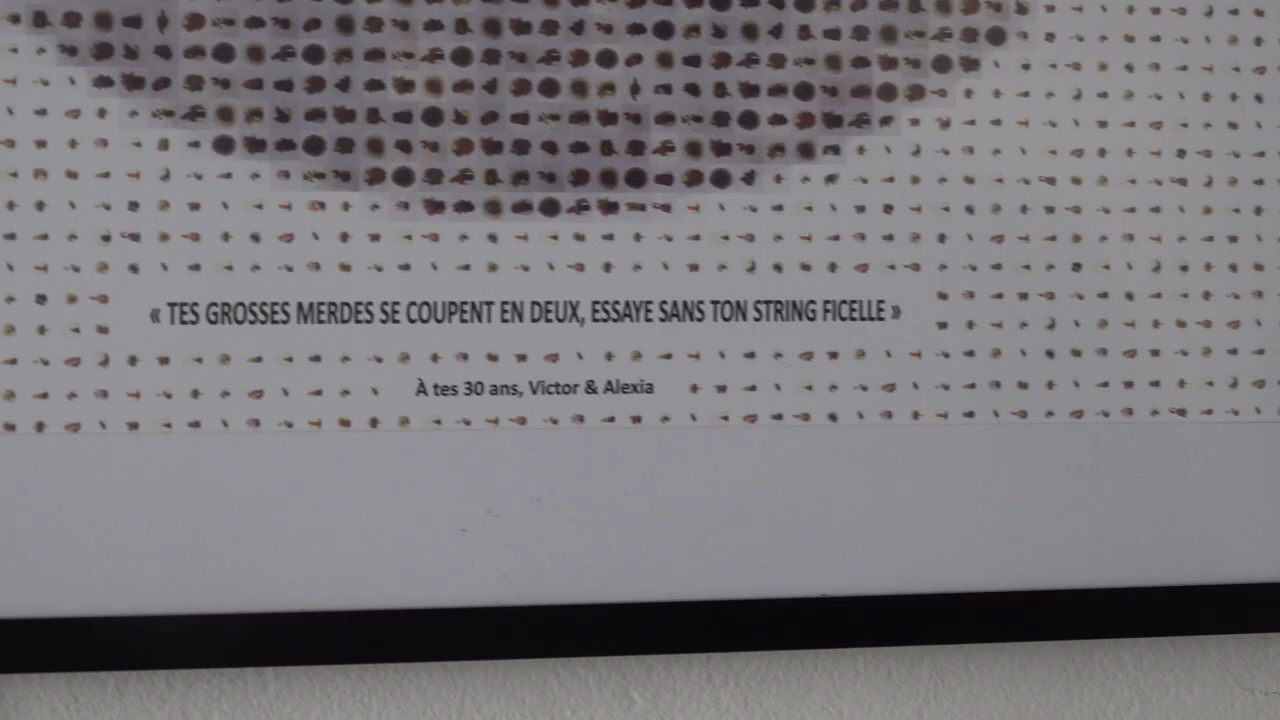 « TES GROSSES MERDES SE COUPENT EN DEUX, ESSAYE SANS TON STRING FICELLE »
À tes 30 ans, Victor & Alexia